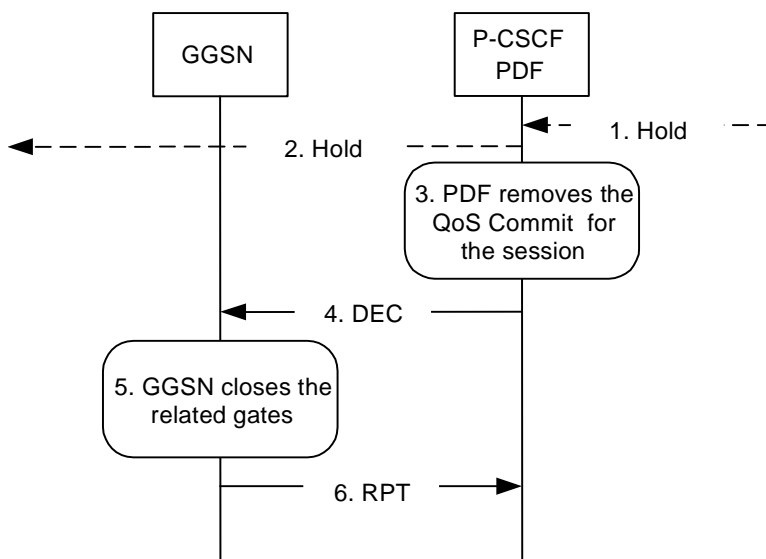 GGSN
P-CSCF
PDF
1. Hold
2. Hold
3. PDF removes the
QoS Commit for
the session
4. DEC
5. GGSN closes the
related gates
6. RPT